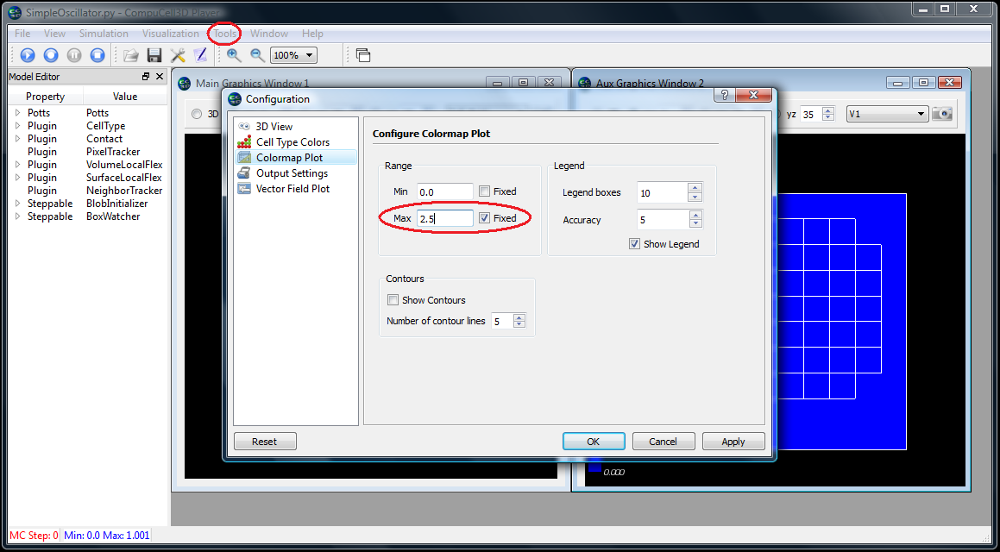 SimpleOscillator.py - CompuCell3D Player
File View Simulation Visualization Tools Window Help
100%
Model Editor
Property Value
Potts Potts
Plugin CellType
Plugin Contact
Plugin PixelTracker
Plugin VolumeLocalFlex
Plugin SurfaceLocalFlex
Plugin NeighborTracker
Steppable BlobInitializer
Steppable BoxWatcher
Main Graphics Window 1
3D
Aux Graphics Window 2
yz 35 V1
Configuration
3D View
Cell Type Colors
Colormap Plot
Output Settings
Vector Field Plot
Configure Colormap Plot
Range
Min 0.0 Fixed
Max 2.5 Fixed
Legend
Legend boxes 10
Accuracy 5
Show Legend
Contours
Show Contours
Number of contour lines 5
Reset OK Cancel Apply
0.000
MC Step: 0 Min: 0.0 Max: 1.001